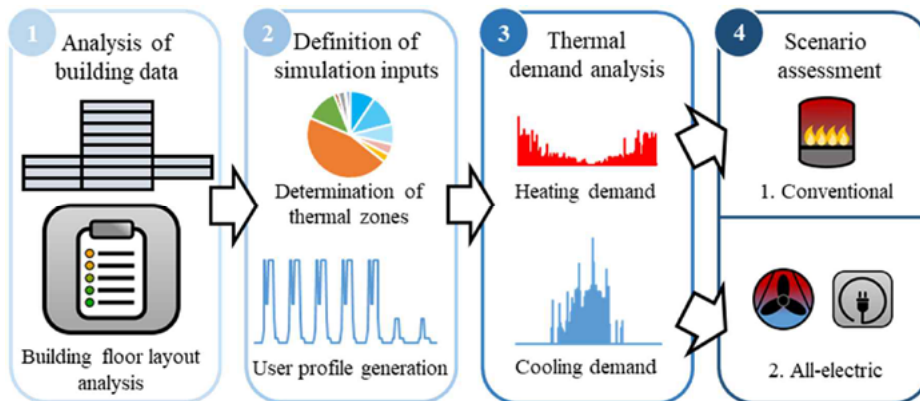 1
Analysis of
building data
Building floor layout
analysis
2
Definition of
simulation inputs
Determination of
thermal zones
User profile generation
3
Thermal
demand analysis
Heating demand
Cooling demand
4
Scenario
assessment
1. Conventional
2. All-electric